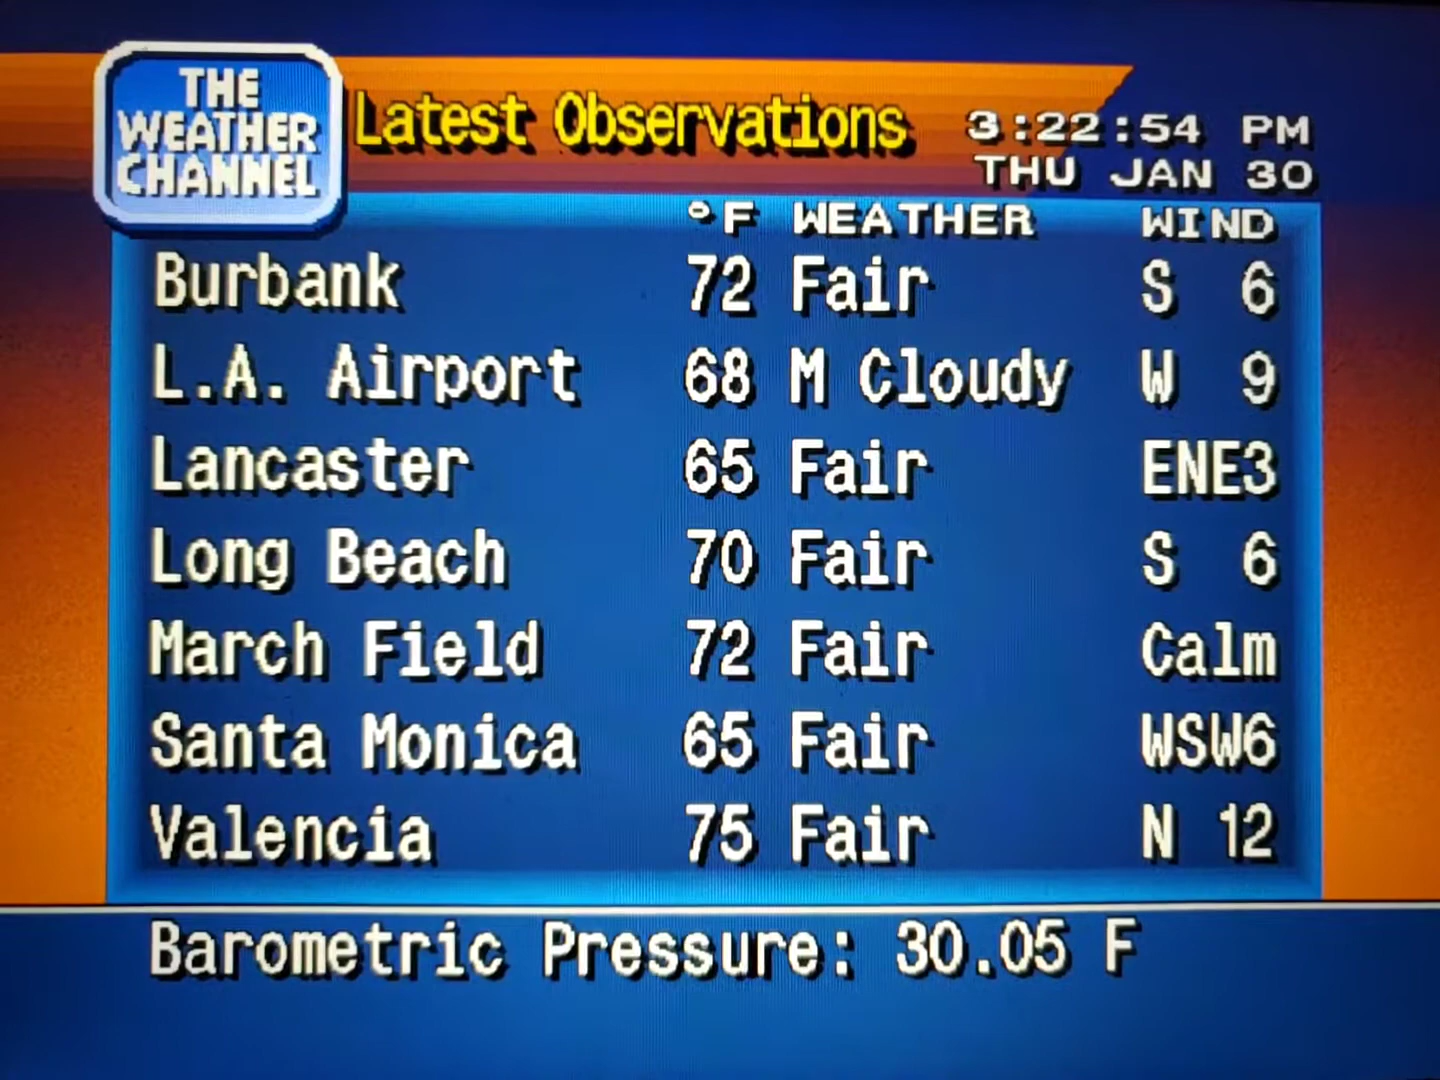 THE
WEATHER
CHANNEL
Latest Observations
3:22:54 PM
THU JAN 30
°F WEATHER WIND
Burbank 72 Fair S 6
L.A. Airport 68 M Cloudy W 9
Lancaster 65 Fair ENE3
Long Beach 70 Fair S 6
March Field 72 Fair Calm
Santa Monica 65 Fair WSW6
Valencia 75 Fair N 12
Barometric Pressure: 30.05 F